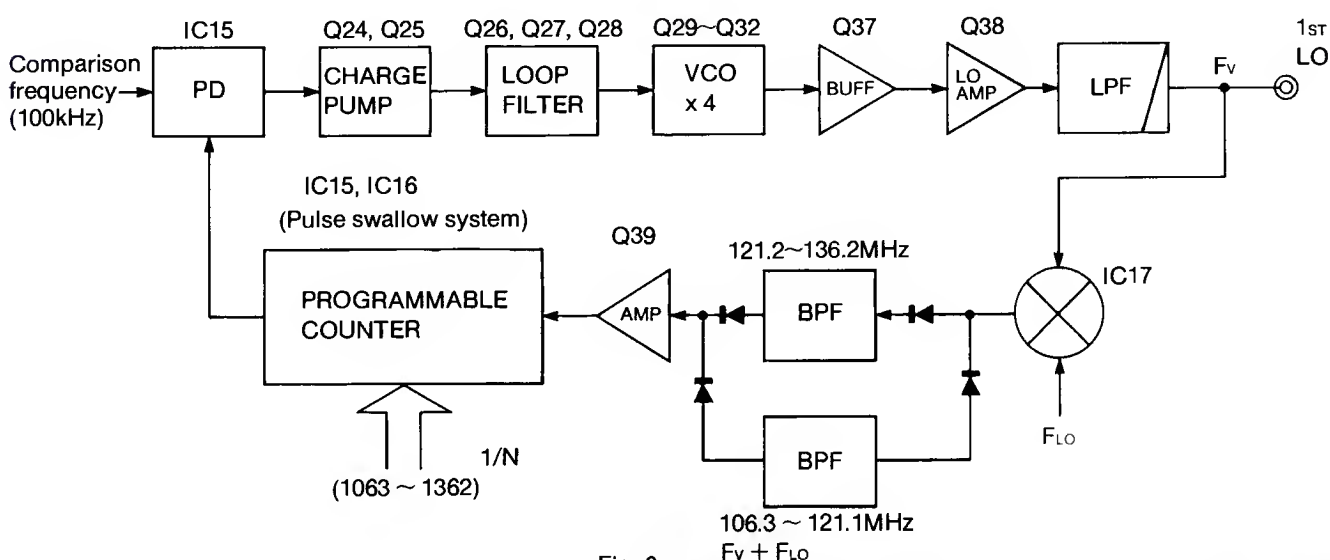 IC15
Q24, Q25
Q26, Q27, Q28
Q29~Q32
Q37
Q38
1ST
LO
Comparison
frequency
(100kHz)
PD
CHARGE
PUMP
LOOP
FILTER
VCO
x 4
BUFF
LO
AMP
LPF
FV
IC15, IC16
(Pulse swallow system)
Q39
121.2~136.2MHz
IC17
PROGRAMMABLE
COUNTER
AMP
BPF
FLO
1/N
(1063 ~ 1362)
BPF
106.3 ~ 121.1MHz
FV + FLO